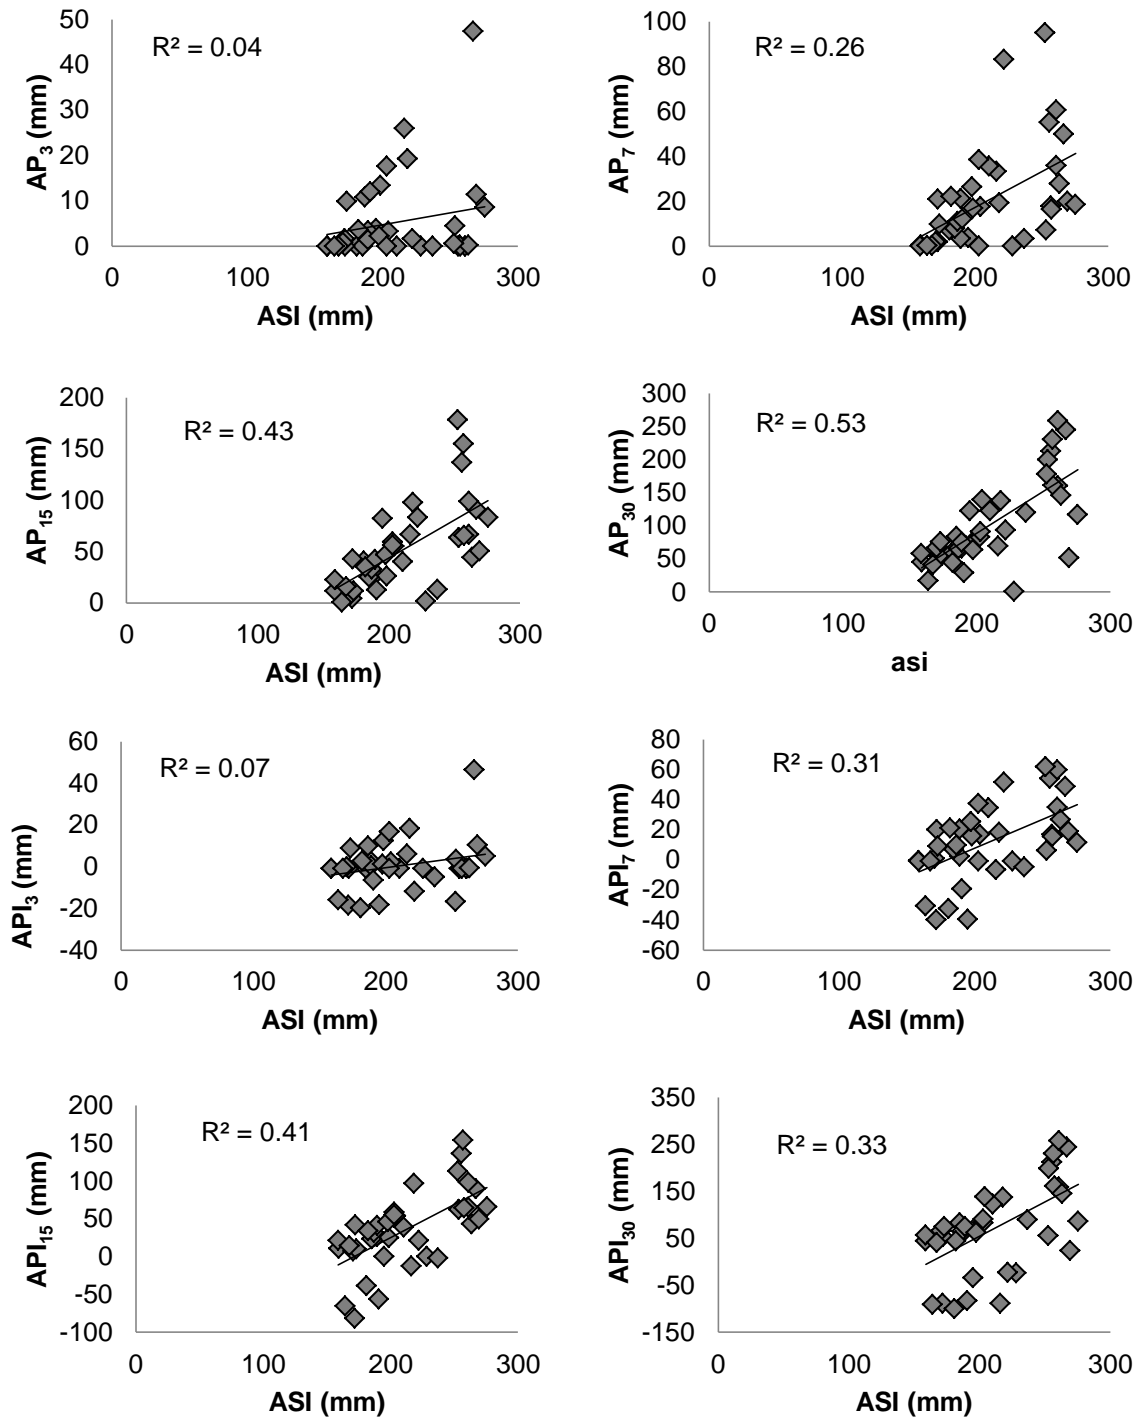 50
40
30
20
10
0
AP3 (mm)
R² = 0.04
0 100 200 300
ASI (mm)
100
80
60
40
20
0
AP7 (mm)
R² = 0.26
0 100 200 300
ASI (mm)
200
150
100
50
0
AP15 (mm)
R² = 0.43
0 100 200 300
ASI (mm)
300
250
200
150
100
50
0
AP30 (mm)
R² = 0.53
0 100 200 300
asi
60
40
20
0
-20
-40
API3 (mm)
R² = 0.07
0 100 200 300
ASI (mm)
80
60
40
20
0
-20
-40
-60
API7 (mm)
R² = 0.31
0 100 200 300
ASI (mm)
200
150
100
50
0
-50
-100
API15 (mm)
R² = 0.41
0 100 200 300
ASI (mm)
350
250
150
50
-50
-150
API30 (mm)
R² = 0.33
0 100 200 300
ASI (mm)